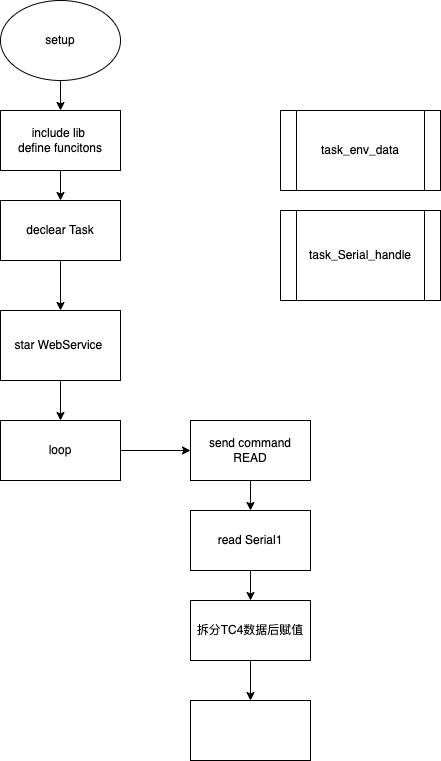 setup
include lib
define funcitons
declear Task
star WebService
loop
send command
READ
read Serial1
拆分TC4数据后赋值
task_env_data
task_Serial_handle